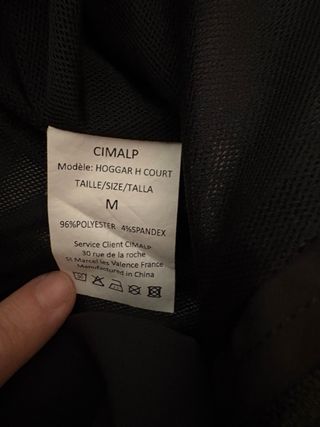 CIMALP
Modèle: HOGGAR H COURT
TAILLE/SIZE/TALLA
M
96%POLYESTER 4%SPANDEX
Service Client CIMALP
30 rue de la roche
St Marcel les Valence France
Manufactured in China